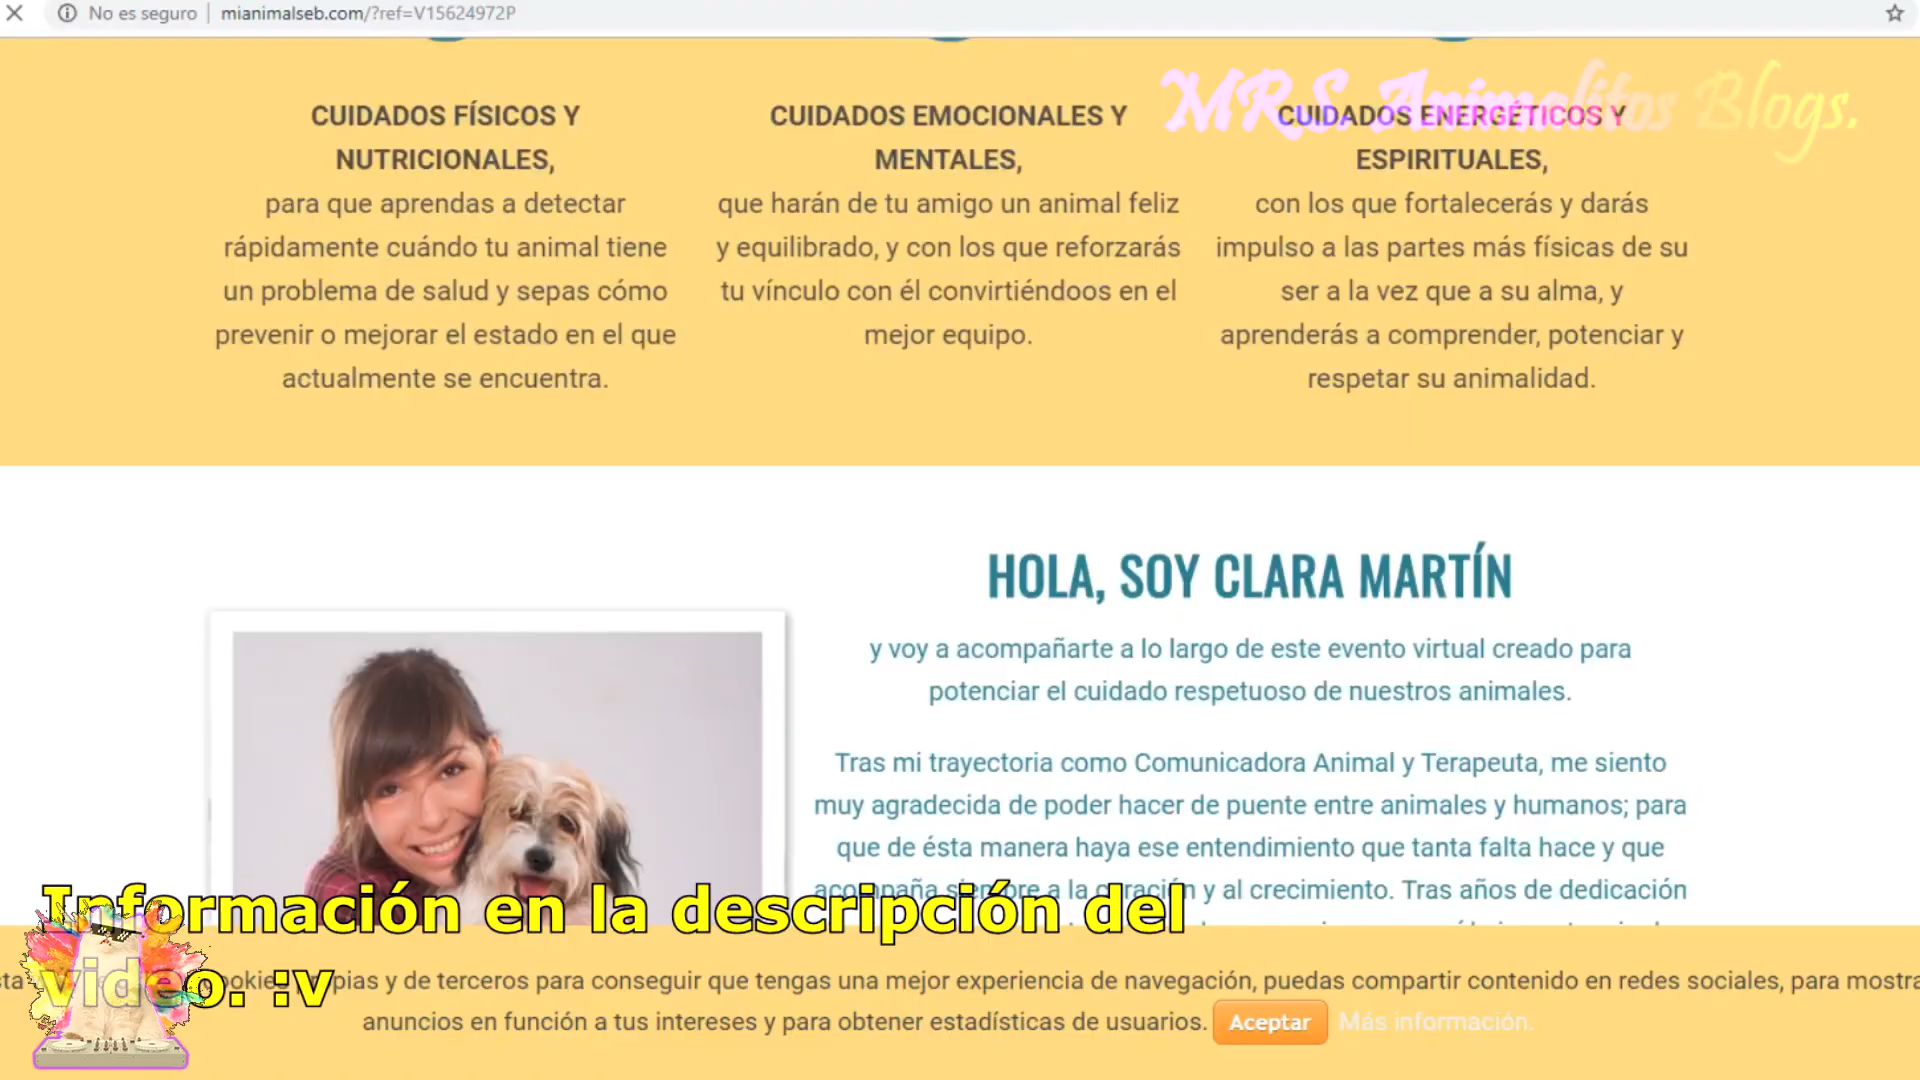 No es seguro | mianimalseb.com/?ref=V15624972P
MRS. Animalitos Blogs.
CUIDADOS FÍSICOS Y
NUTRICIONALES,
para que aprendas a detectar
rápidamente cuándo tu animal tiene
un problema de salud y sepas cómo
prevenir o mejorar el estado en el que
actualmente se encuentra.
CUIDADOS EMOCIONALES Y
MENTALES,
que harán de tu amigo un animal feliz
y equilibrado, y con los que reforzarás
tu vínculo con él convirtiéndoos en el
mejor equipo.
CUIDADOS ENERGÉTICOS Y
ESPIRITUALES,
con los que fortalecerás y darás
impulso a las partes más físicas de su
ser a la vez que a su alma, y
aprenderás a comprender, potenciar y
respetar su animalidad.
HOLA, SOY CLARA MARTÍN
y voy a acompañarte a lo largo de este evento virtual creado para
potenciar el cuidado respetuoso de nuestros animales.
Tras mi trayectoria como Comunicadora Animal y Terapeuta, me siento
muy agradecida de poder hacer de puente entre animales y humanos; para
que de ésta manera haya ese entendimiento que tanta falta hace y que
acompaña siempre a la curación y al crecimiento. Tras años de dedicación
Información en la descripción del
video. :v
y de terceros para conseguir que tengas una mejor experiencia de navegación, puedas compartir contenido en redes sociales, para
anuncios en función a tus intereses y para obtener estadísticas de usuarios. Aceptar Más información.